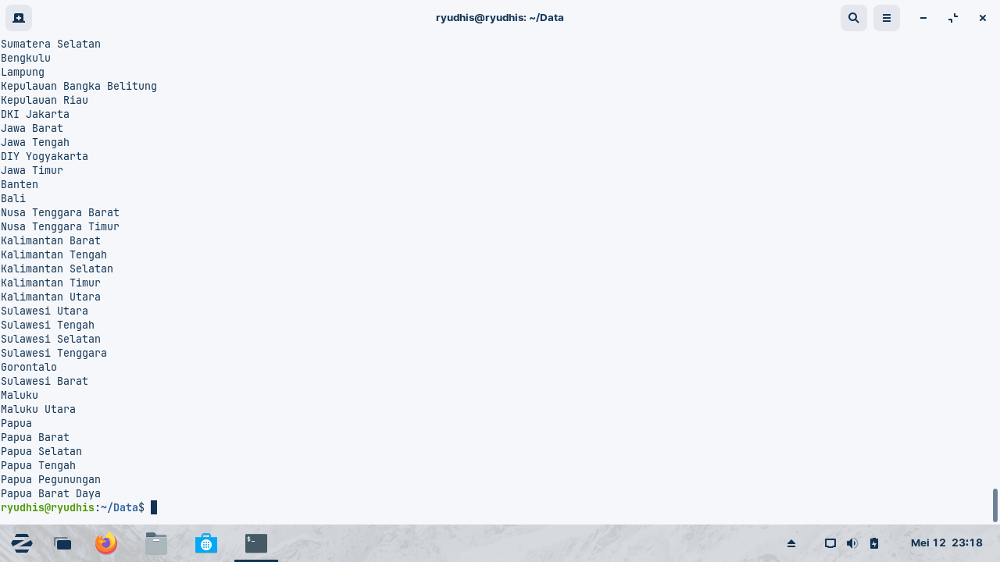 ryudhis@ryudhis: ~/Data
Sumatera Selatan
Bengkulu
Lampung
Kepulauan Bangka Belitung
Kepulauan Riau
DKI Jakarta
Jawa Barat
Jawa Tengah
DIY Yogyakarta
Jawa Timur
Banten
Bali
Nusa Tenggara Barat
Nusa Tenggara Timur
Kalimantan Barat
Kalimantan Tengah
Kalimantan Selatan
Kalimantan Timur
Kalimantan Utara
Sulawesi Utara
Sulawesi Tengah
Sulawesi Selatan
Sulawesi Tenggara
Gorontalo
Sulawesi Barat
Maluku
Maluku Utara
Papua
Papua Barat
Papua Selatan
Papua Tengah
Papua Pegunungan
Papua Barat Daya
ryudhis@ryudhis:~/Data$
$_
Mei 12 23:18